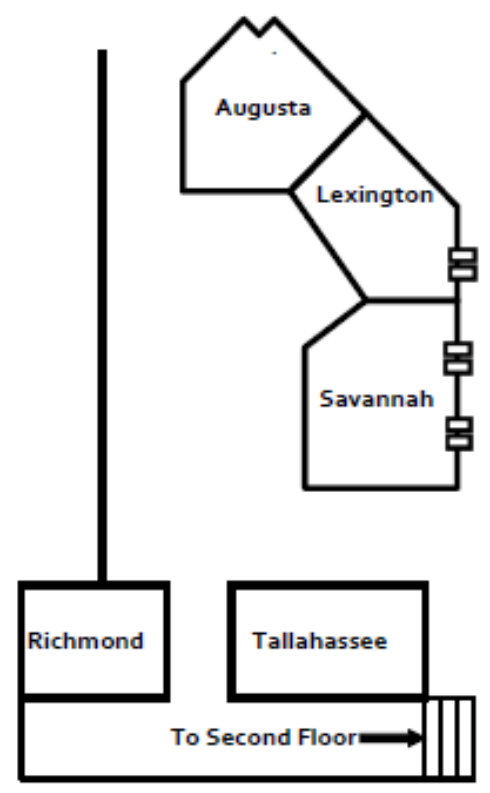 Augusta
Lexington
Savannah
Richmond
Tallahassee
To Second Floor